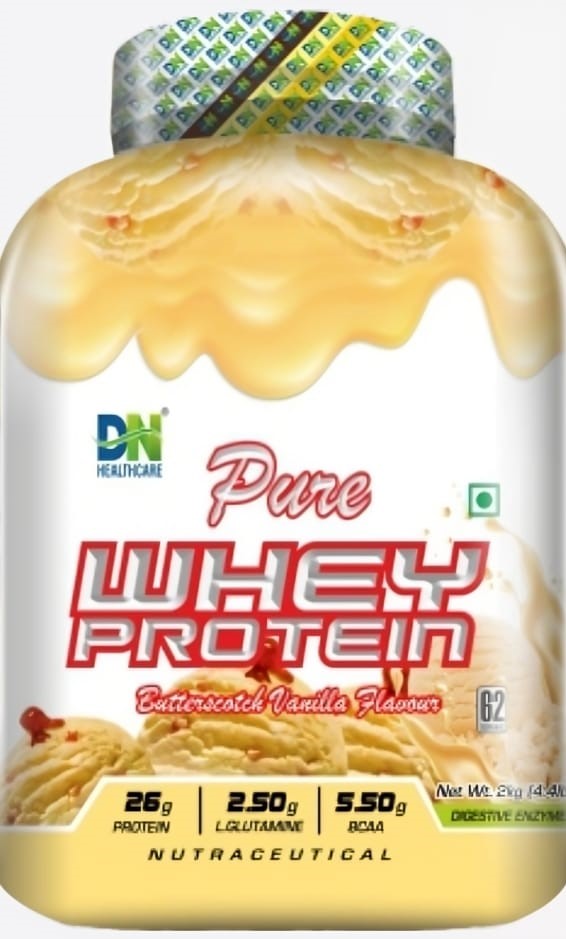 DN®
HEALTHCARE
Pure
WHEY
PROTEIN
Butterscotch Vanilla Flavour
62
26g
PROTEIN
2.50g
L.GLUTAMINE
5.50g
BCAA
Net Wt. 2kg (4.4l
DIGESTIVE ENZYME
NUTRACEUTICAL